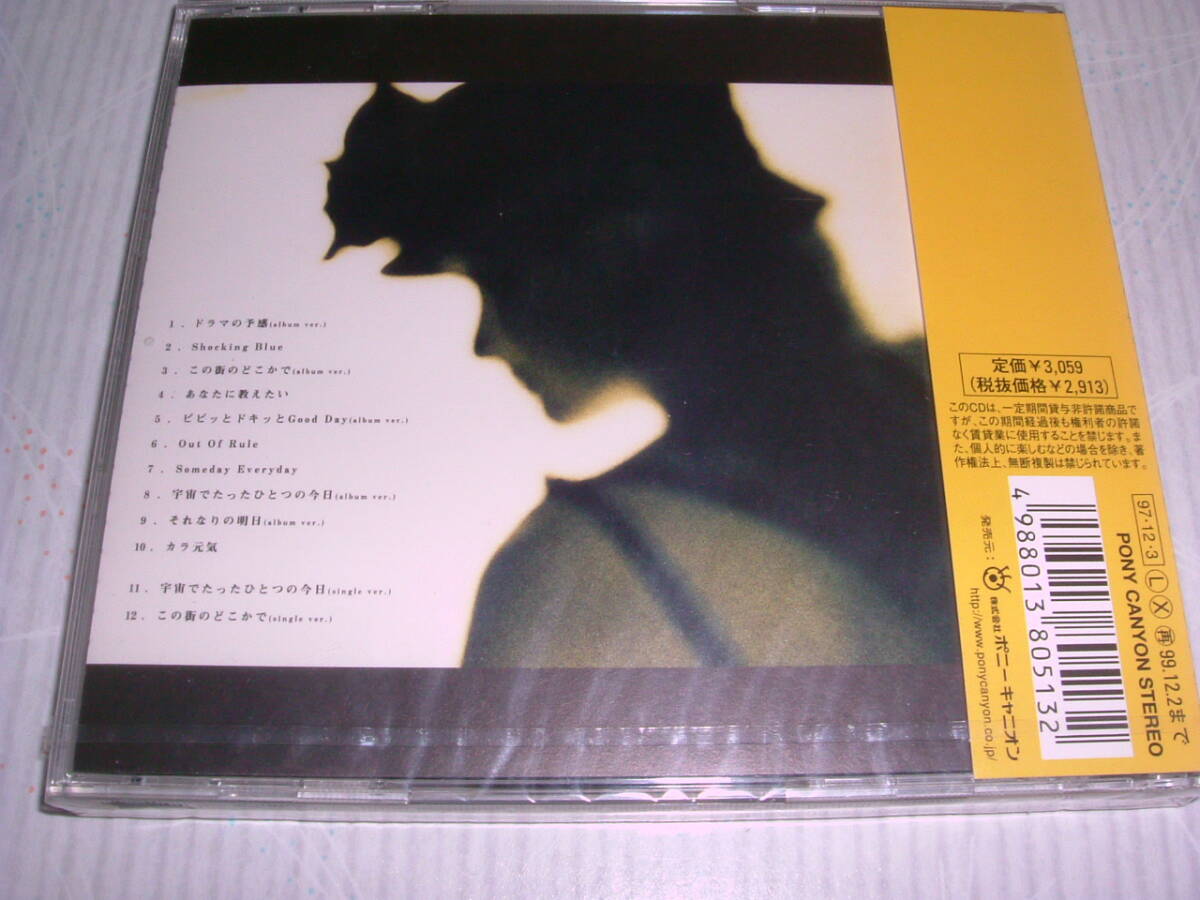 1. ドラマの予感(album ver.)
2. Shocking Blue
3. この街のどこかで(album ver.)
4. あなたに教えたい
5. ビビッとドキッとGood Day(album ver.)
6. Out Of Rule
7. Someday Everyday
8. 宇宙でたったひとつの今日(album ver.)
9. それなりの明日(album ver.)
10. カラ元気
11. 宇宙でたったひとつの今日(single ver.)
12. この街のどこかで(single ver.)
定価¥3,059
(税抜価格¥2,913)
このCDは、一定期間貸与非許諾商品で
すが、この期間経過後も権利者の許諾
なく賃貸業に使用することを禁じます。ま
た、個人的に楽しむなどの場合を除き、著
作権法上、無断複製は禁じられています。
97・12・3 L X 再 99.12.2まで
PONY CANYON STEREO
4 988013 805132
発売元: 株式会社 ポニーキャニオン
http://www.ponycanyon.co.jp/